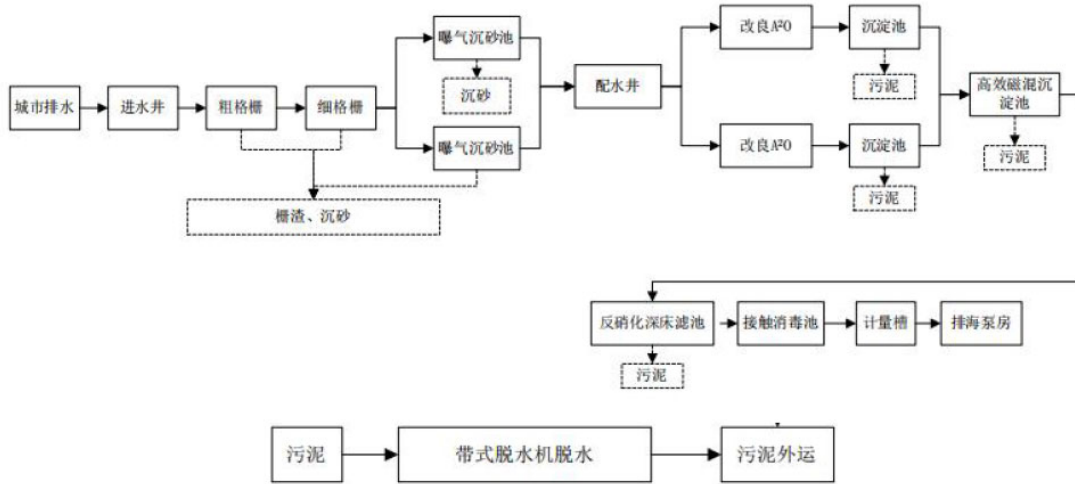 曝气沉砂池
改良A²O
沉淀池
沉砂
污泥
城市排水
进水井
粗格栅
细格栅
配水井
高效磁混沉
淀池
曝气沉砂池
改良A²O
沉淀池
污泥
污泥
栅渣、沉砂
反硝化深床滤池
接触消毒池
计量槽
排海泵房
污泥
污泥
带式脱水机脱水
污泥外运